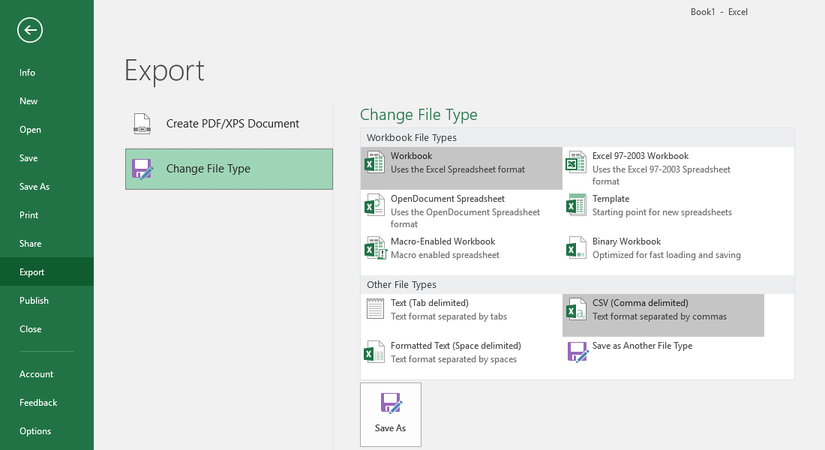 Book1 - Excel
Info
New
Open
Save
Save As
Print
Share
Export
Publish
Close
Account
Feedback
Options
Export
Create PDF/XPS Document
Change File Type
Change File Type
Workbook File Types
Workbook
Uses the Excel Spreadsheet format
Excel 97-2003 Workbook
Uses the Excel 97-2003 Spreadsheet
format
OpenDocument Spreadsheet
Uses the OpenDocument Spreadsheet
format
Template
Starting point for new spreadsheets
Macro-Enabled Workbook
Macro enabled spreadsheet
Binary Workbook
Optimized for fast loading and saving
Other File Types
Text (Tab delimited)
Text format separated by tabs
CSV (Comma delimited)
Text format separated by commas
Formatted Text (Space delimited)
Text format separated by spaces
Save as Another File Type
Save As